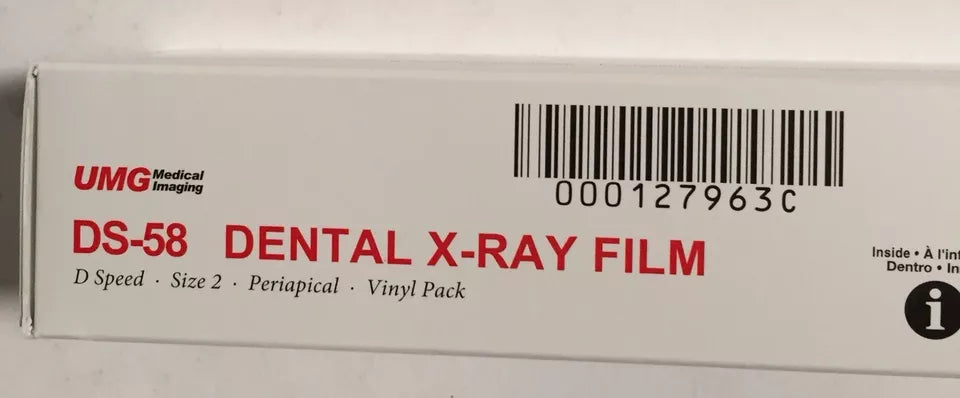 000127963C
UMG Medical
Imaging
DS-58 DENTAL X-RAY FILM
D Speed · Size 2 · Periapical · Vinyl Pack
Inside • À
Dentro •
i